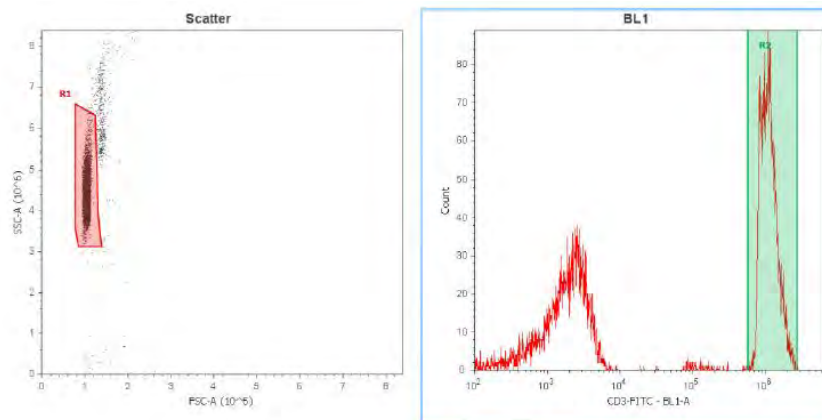 Scatter
8
7
6
5
4
3
2
1
0
SSC-A (10^6)
R1
0 1 2 3 4 5 6 7 8
FSC-A (10^6)
BL1
80
70
60
50
40
30
20
10
0
Count
R2
10² 10³ 10⁴ 10⁵ 10⁶
CD3-FITC - BL1-A